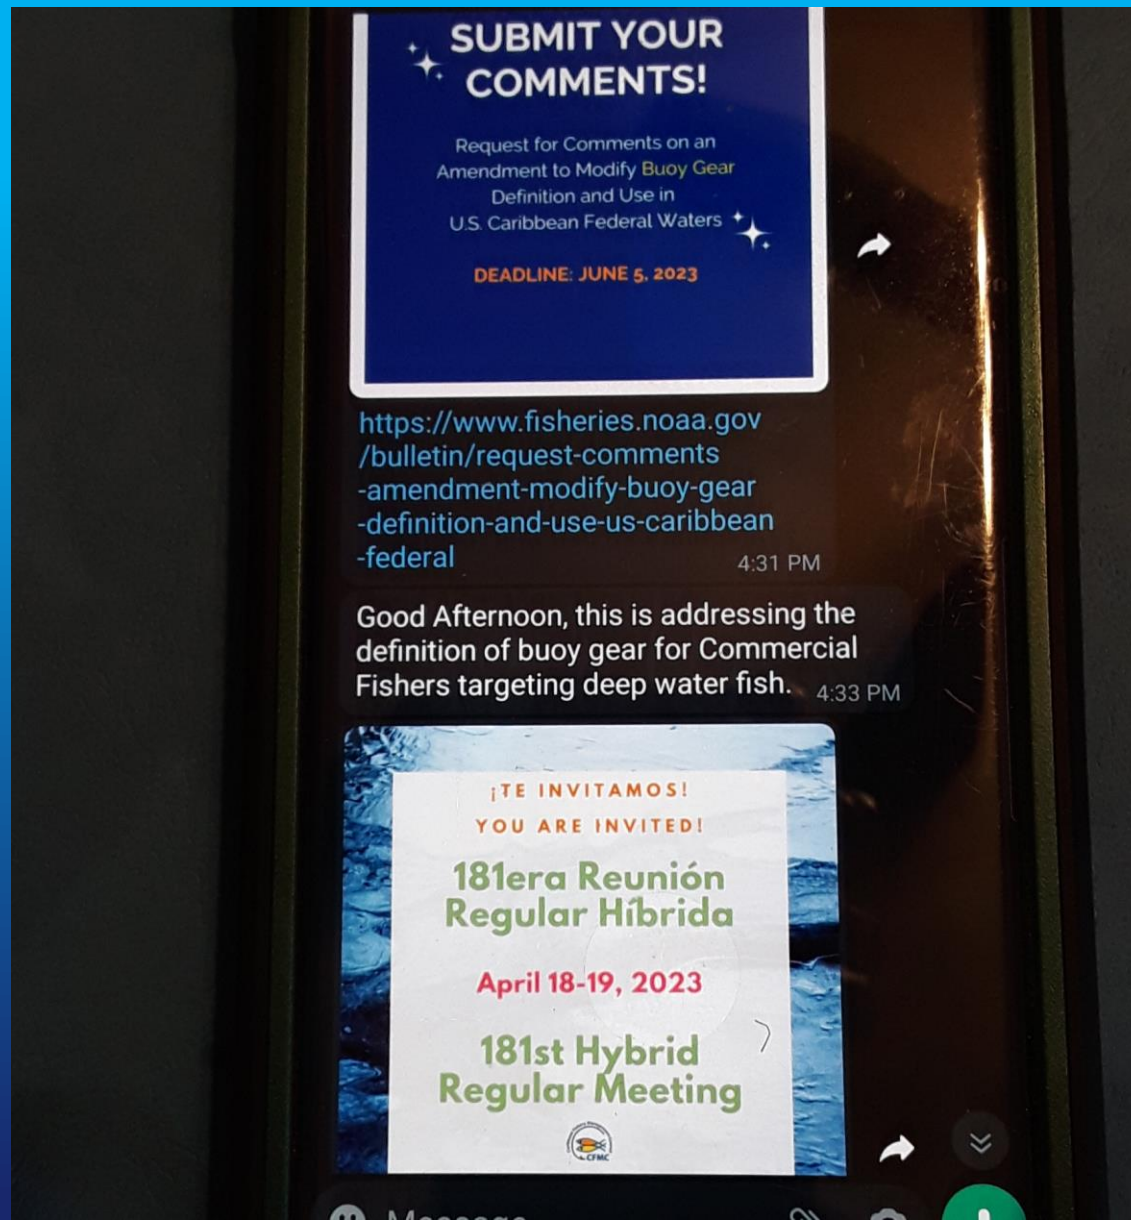 SUBMIT YOUR
COMMENTS!
Request for Comments on an
Amendment to Modify Buoy Gear
Definition and Use in
U.S. Caribbean Federal Waters
DEADLINE: JUNE 5, 2023
https://www.fisheries.noaa.gov
/bulletin/request-comments
-amendment-modify-buoy-gear
-definition-and-use-us-caribbean
-federal
4:31 PM
Good Afternoon, this is addressing the
definition of buoy gear for Commercial
Fishers targeting deep water fish.
4:33 PM
¡TE INVITAMOS!
YOU ARE INVITED!
181era Reunión
Regular Híbrida
April 18-19, 2023
181st Hybrid
Regular Meeting
CFMC
Message